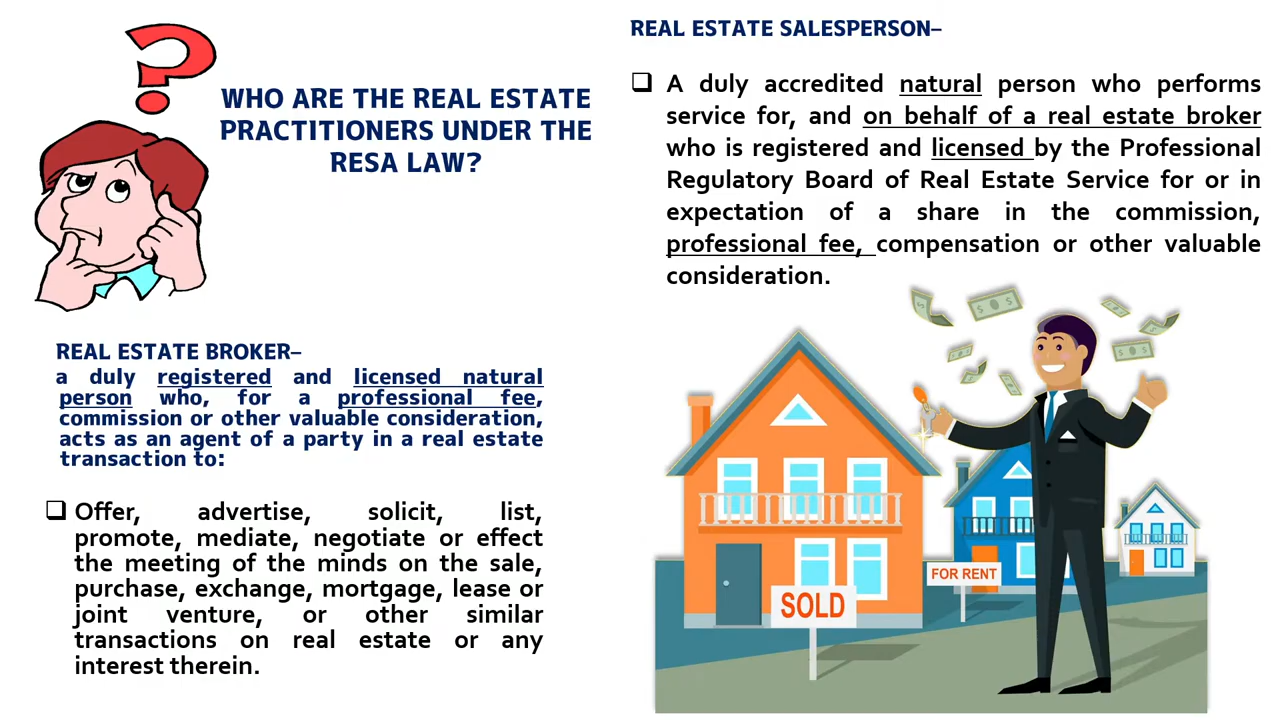 WHO ARE THE REAL ESTATE
PRACTITIONERS UNDER THE
RESA LAW?
REAL ESTATE BROKER–
a duly registered and licensed natural
person who, for a professional fee,
commission or other valuable consideration,
acts as an agent of a party in a real estate
transaction to:
❑ Offer, advertise, solicit, list,
promote, mediate, negotiate or effect
the meeting of the minds on the sale,
purchase, exchange, mortgage, lease or
joint venture, or other similar
transactions on real estate or any
interest therein.
REAL ESTATE SALESPERSON–
❑ A duly accredited natural person who performs
service for, and on behalf of a real estate broker
who is registered and licensed by the Professional
Regulatory Board of Real Estate Service for or in
expectation of a share in the commission,
professional fee, compensation or other valuable
consideration.
FOR RENT
SOLD